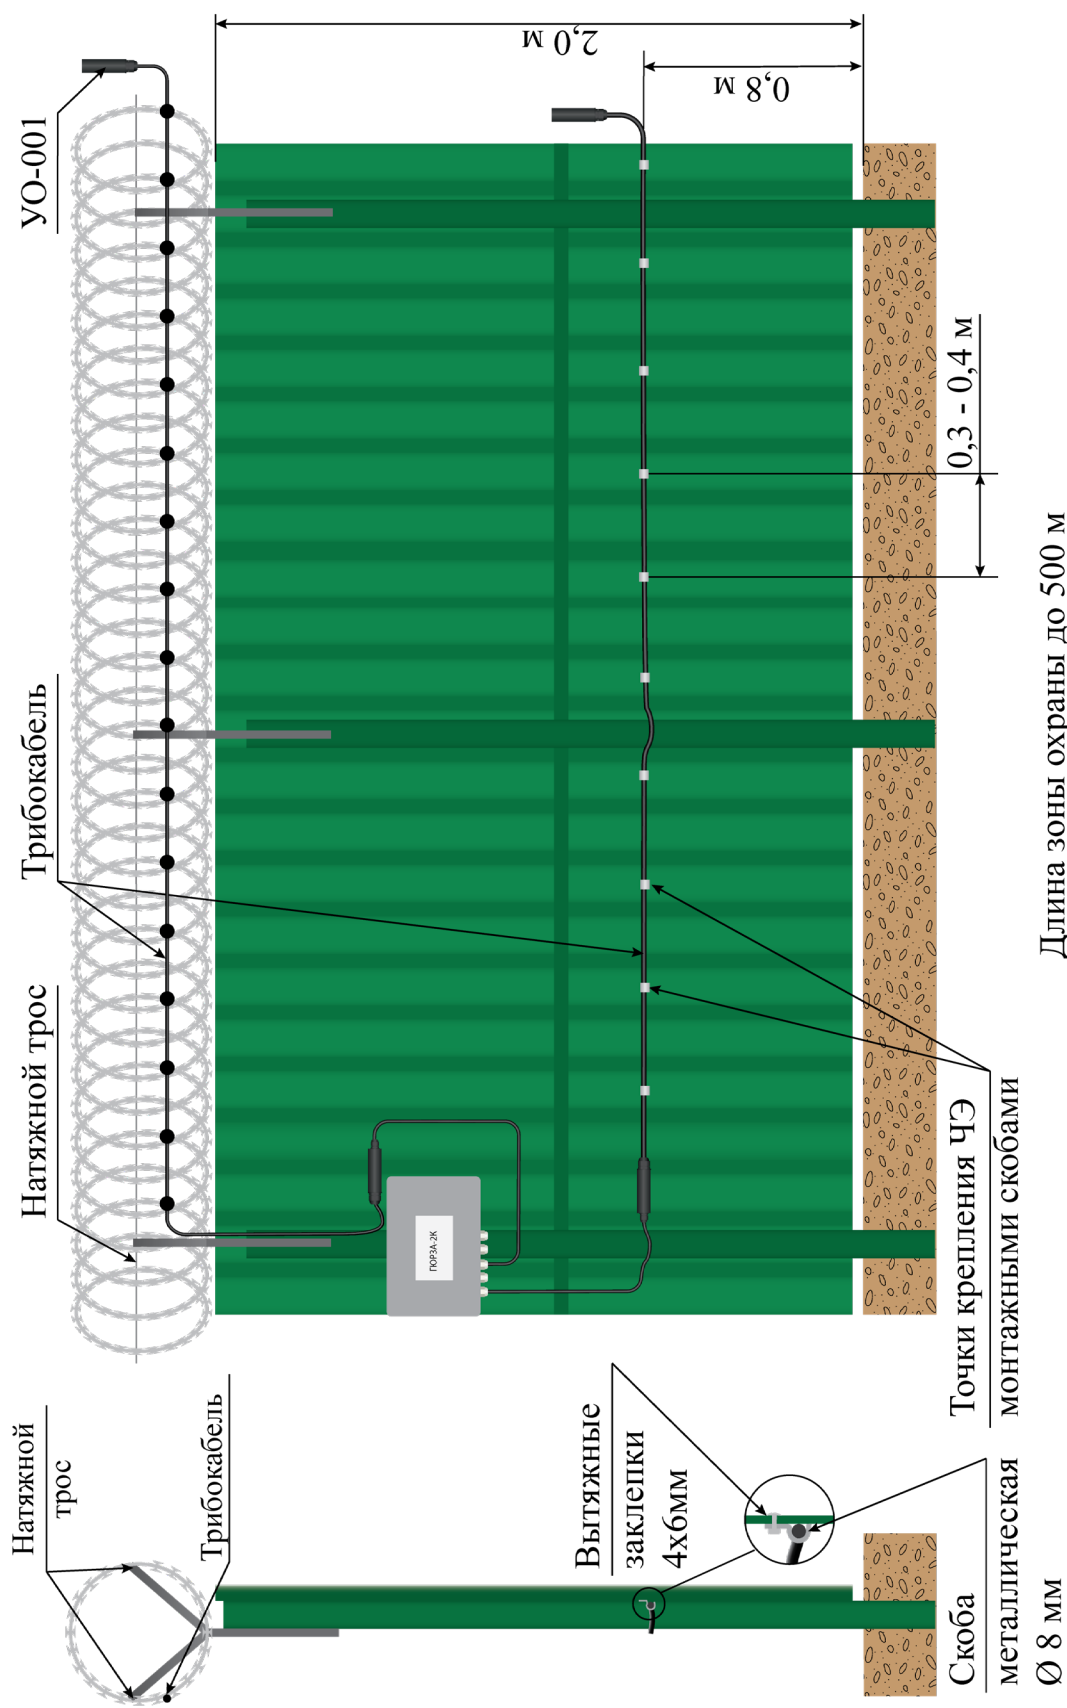 Натяжной
трос
Трибокабель
Натяжной трос
Трибокабель
УО-001
ГЮРЗА-2К
2,0 м
0,8 м
0,3 - 0,4 м
Вытяжные
заклепки
4х6мм
Скоба
металлическая
Ø 8 мм
Точки крепления ЧЭ
монтажными скобами
Длина зоны охраны до 500 м